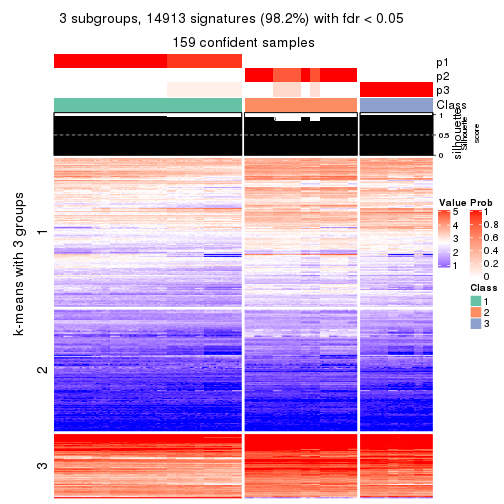 3 subgroups, 14913 signatures (98.2%) with fdr < 0.05
159 confident samples
p1
p2
p3
Class
1
0.5
0
silhouette
Silhouette
score
k-means with 3 groups
1
2
3
Value
5
4
3
2
1
Prob
1
0.8
0.6
0.4
0.2
0
Class
1
2
3